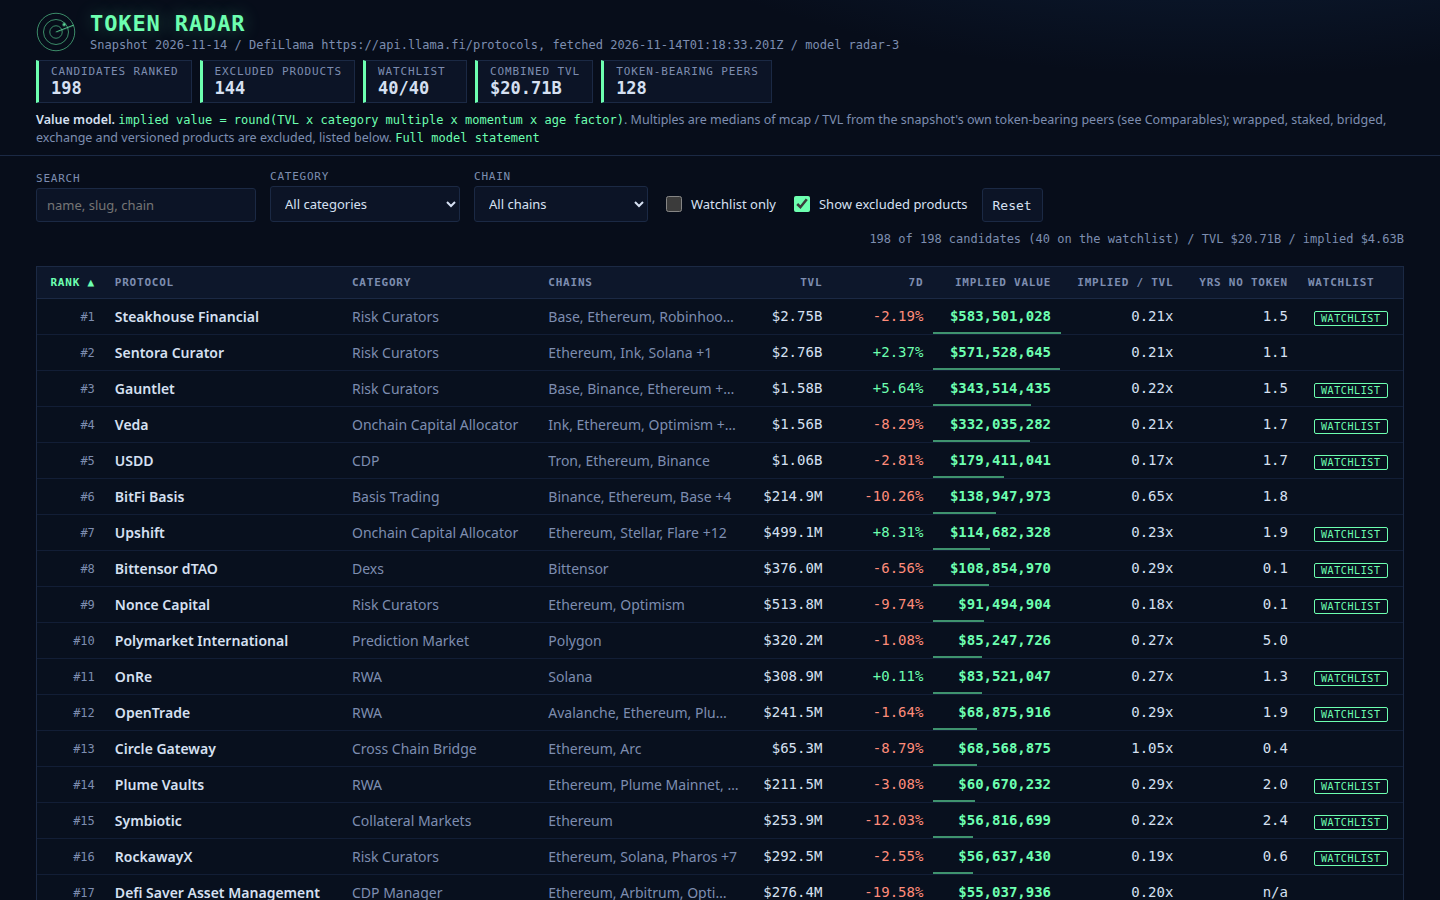 TOKEN RADAR
Snapshot 2026-11-14 / DefiLlama https://api.llama.fi/protocols, fetched 2026-11-14T01:18:33.201Z / model radar-3
CANDIDATES RANKED
198
EXCLUDED PRODUCTS
144
WATCHLIST
40/40
COMBINED TVL
$20.71B
TOKEN-BEARING PEERS
128
Value model. implied value = round(TVL x category multiple x momentum x age factor). Multiples are medians of mcap / TVL from the snapshot's own token-bearing peers (see Comparables); wrapped, staked, bridged,
exchange and versioned products are excluded, listed below. Full model statement
SEARCH
name, slug, chain
CATEGORY
All categories
CHAIN
All chains
Watchlist only
Show excluded products
Reset
198 of 198 candidates (40 on the watchlist) / TVL $20.71B / implied $4.63B
RANK ▲ PROTOCOL CATEGORY CHAINS TVL 7D IMPLIED VALUE IMPLIED / TVL YRS NO TOKEN WATCHLIST
#1 Steakhouse Financial Risk Curators Base, Ethereum, Robinhoo... $2.75B -2.19% $583,501,028 0.21x 1.5 WATCHLIST
#2 Sentora Curator Risk Curators Ethereum, Ink, Solana +1 $2.76B +2.37% $571,528,645 0.21x 1.1
#3 Gauntlet Risk Curators Base, Binance, Ethereum +... $1.58B +5.64% $343,514,435 0.22x 1.5 WATCHLIST
#4 Veda Onchain Capital Allocator Ink, Ethereum, Optimism +... $1.56B -8.29% $332,035,282 0.21x 1.7 WATCHLIST
#5 USDD CDP Tron, Ethereum, Binance $1.06B -2.81% $179,411,041 0.17x 1.7 WATCHLIST
#6 BitFi Basis Basis Trading Binance, Ethereum, Base +4 $214.9M -10.26% $138,947,973 0.65x 1.8
#7 Upshift Onchain Capital Allocator Ethereum, Stellar, Flare +12 $499.1M +8.31% $114,682,328 0.23x 1.9 WATCHLIST
#8 Bittensor dTAO Dexs Bittensor $376.0M -6.56% $108,854,970 0.29x 0.1 WATCHLIST
#9 Nonce Capital Risk Curators Ethereum, Optimism $513.8M -9.74% $91,494,904 0.18x 0.1 WATCHLIST
#10 Polymarket International Prediction Market Polygon $320.2M -1.08% $85,247,726 0.27x 5.0
#11 OnRe RWA Solana $308.9M +0.11% $83,521,047 0.27x 1.3 WATCHLIST
#12 OpenTrade RWA Avalanche, Ethereum, Plu... $241.5M -1.64% $68,875,916 0.29x 1.9 WATCHLIST
#13 Circle Gateway Cross Chain Bridge Ethereum, Arc $65.3M -8.79% $68,568,875 1.05x 0.4
#14 Plume Vaults RWA Ethereum, Plume Mainnet, ... $211.5M -3.08% $60,670,232 0.29x 2.0 WATCHLIST
#15 Symbiotic Collateral Markets Ethereum $253.9M -12.03% $56,816,699 0.22x 2.4 WATCHLIST
#16 RockawayX Risk Curators Ethereum, Solana, Pharos +7 $292.5M -2.55% $56,637,430 0.19x 0.6 WATCHLIST
#17 Defi Saver Asset Management CDP Manager Ethereum, Arbitrum, Opti... $276.4M -19.58% $55,037,936 0.20x n/a